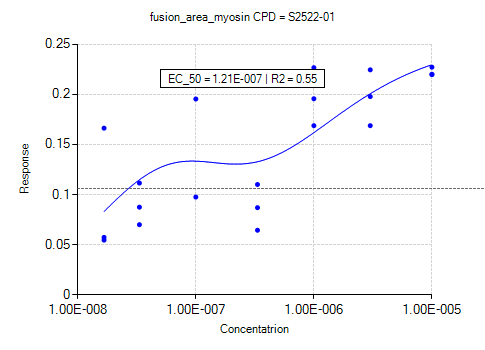 fusion_area_myosin CPD = S2522-01
0.25
EC_50 = 1.21E-007 | R2 = 0.55
0.2
0.15
Response
0.1
0.05
0
1.00E-008 1.00E-007 1.00E-006 1.00E-005
Concentatrion